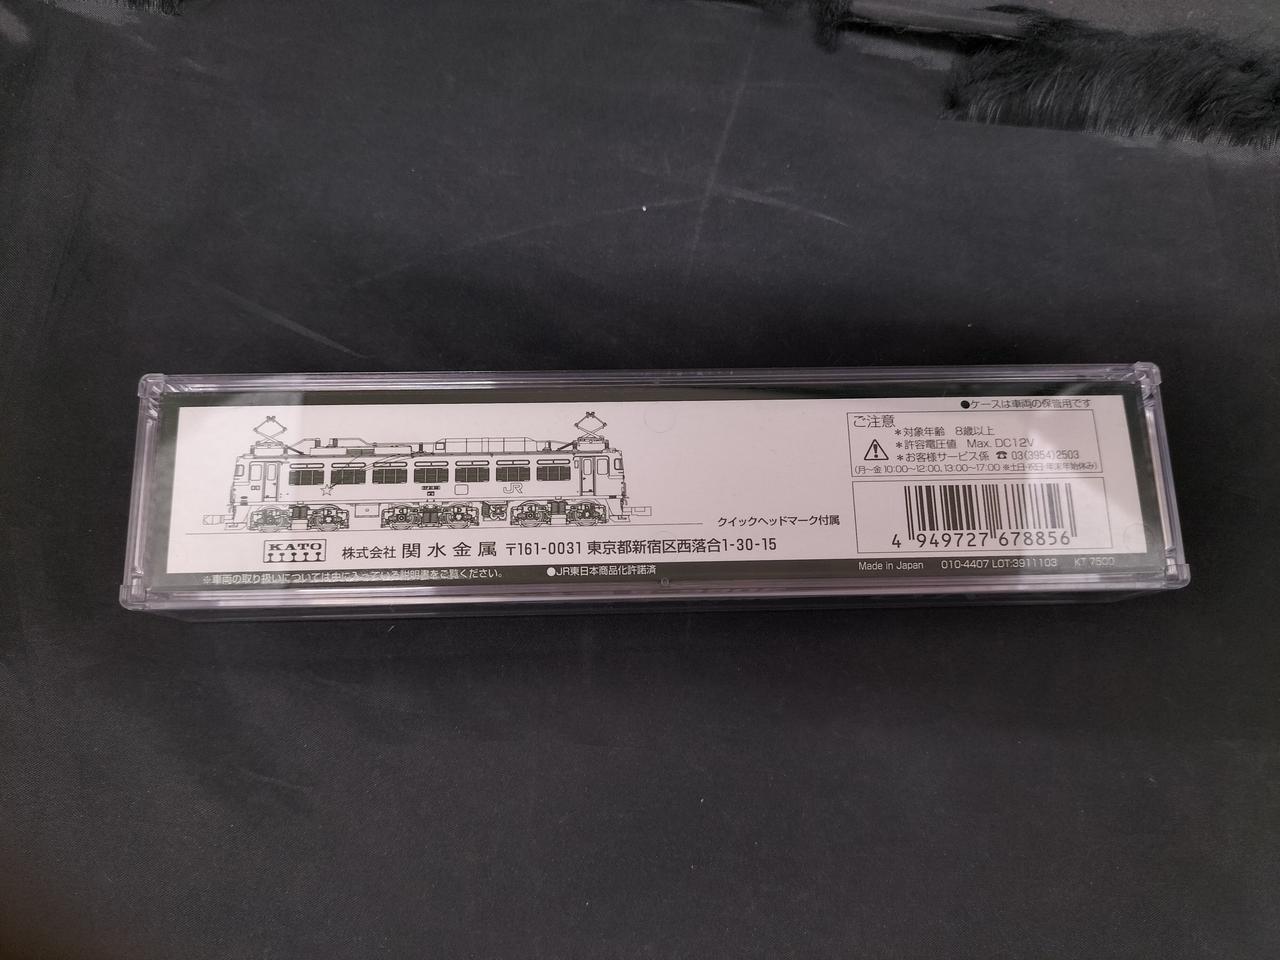 ●ケースは車両の保管用です
ご注意
＊対象年齢 8歳以上
＊許容電圧値 Max. DC12V
＊お客様サービス係 ☎ 03(3954)2503
(月〜金 10:00〜12:00, 13:00〜17:00 ※土日・祝日・年末年始休み)
JR
クイックヘッドマーク付属
4 949727 678856
KATO 株式会社 関水金属 〒161-0031 東京都新宿区西落合1-30-15
※車両の取り扱いについては中に入っている説明書をご覧ください。 ●JR東日本商品化許諾済
Made in Japan 010-4407 LOT:3911103 KT 7500